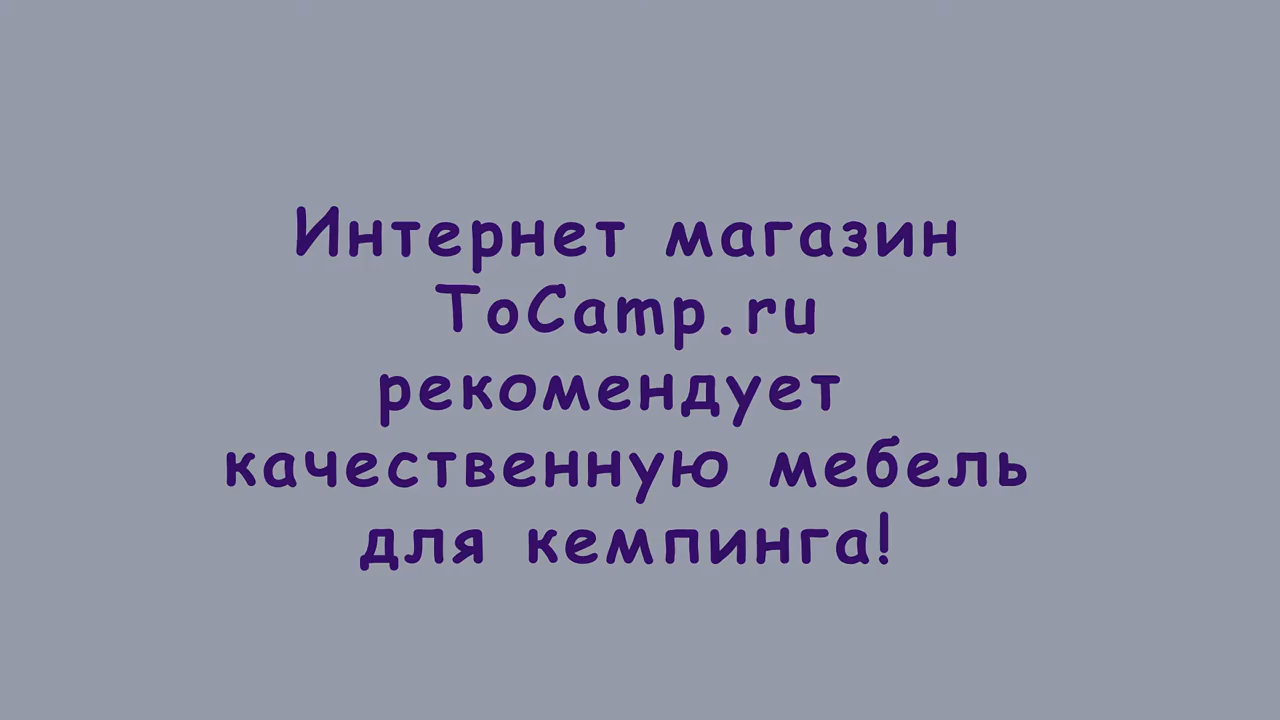 Интернет магазин
ToCamp.ru
рекомендует
качественную мебель
для кемпинга!